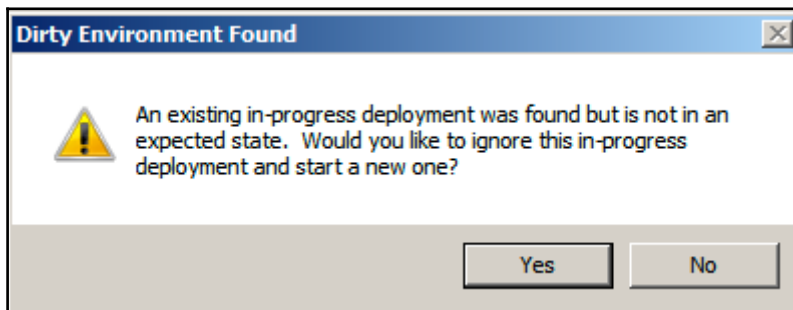 Dirty Environment Found
An existing in-progress deployment was found but is not in an
expected state.  Would you like to ignore this in-progress
deployment and start a new one?
Yes
No